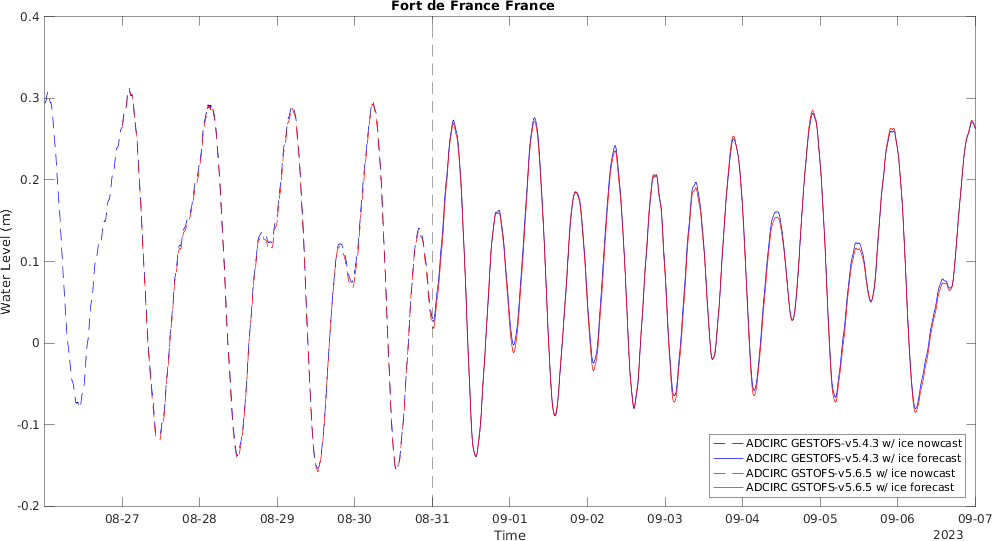 Fort de France France
0.4
0.3
0.2
0.1
0
-0.1
-0.2
Water Level (m)
ADCIRC GESTOFS-v5.4.3 w/ ice nowcast
ADCIRC GESTOFS-v5.4.3 w/ ice forecast
ADCIRC GSTOFS-v5.6.5 w/ ice nowcast
ADCIRC GSTOFS-v5.6.5 w/ ice forecast
08-27 08-28 08-29 08-30 08-31 09-01 09-02 09-03 09-04 09-05 09-06 09-07
Time
2023